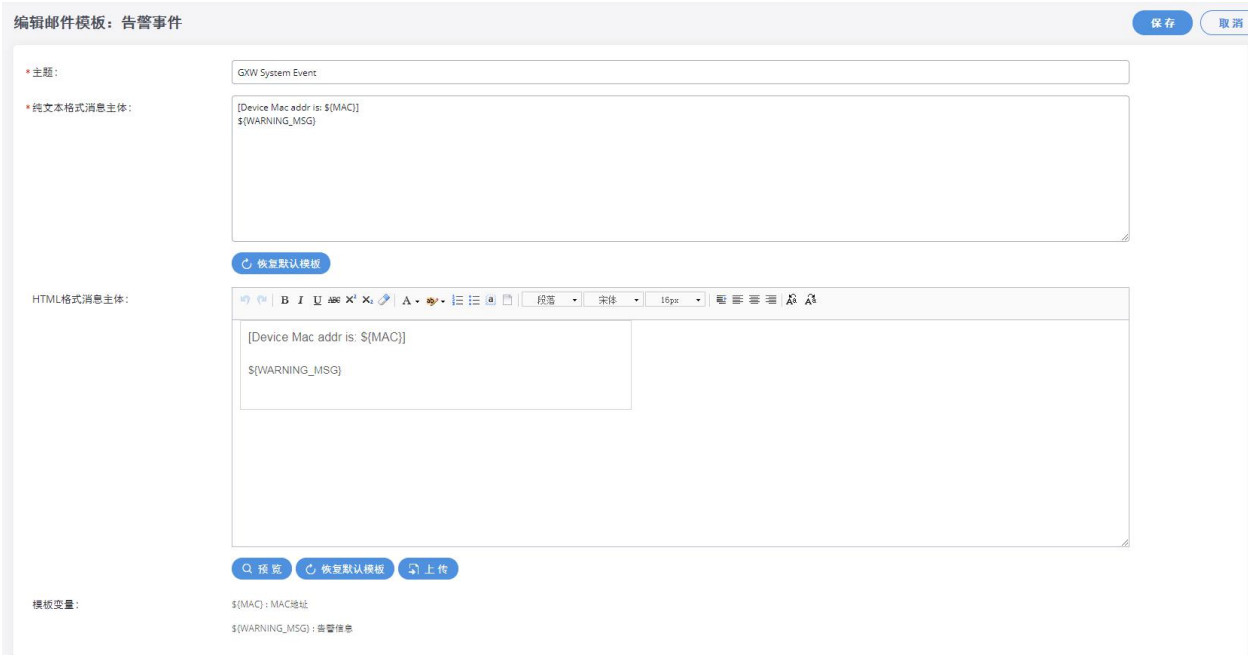 编辑邮件模板：告警事件
保存
取消
*主题：
GXW System Event
*纯文本格式消息主体：
[Device Mac addr is: ${MAC}]
${WARNING_MSG}
恢复默认模板
HTML格式消息主体：
B I U ABC X² X₂ A ab a 段落 宋体 16px
[Device Mac addr is: ${MAC}]
${WARNING_MSG}
预览
恢复默认模板
上传
模板变量：
${MAC} : MAC地址
${WARNING_MSG} : 告警信息